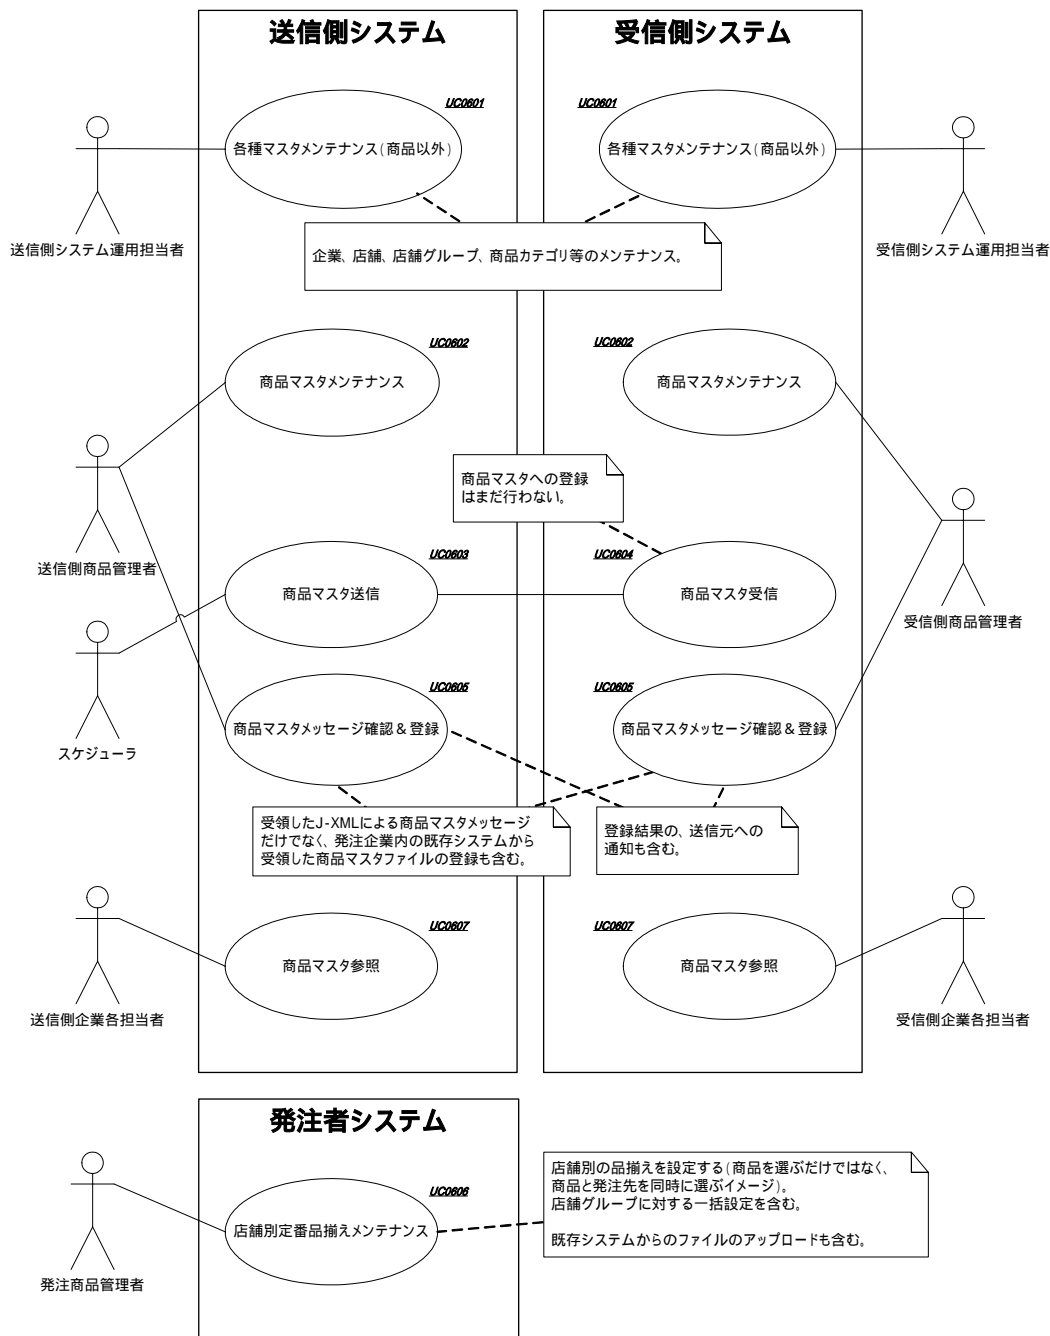 送信側システム
受信側システム
UC0601
UC0601
各種マスタメンテナンス(商品以外)
各種マスタメンテナンス(商品以外)
送信側システム運用担当者
受信側システム運用担当者
企業、店舗、店舗グループ、商品カテゴリ等のメンテナンス。
UC0602
UC0602
商品マスタメンテナンス
商品マスタメンテナンス
商品マスタへの登録
はまだ行わない。
送信側商品管理者
受信側商品管理者
UC0603
UC0604
商品マスタ送信
商品マスタ受信
スケジューラ
UC0605
UC0605
商品マスタメッセージ確認&登録
商品マスタメッセージ確認&登録
受領したJ-XMLによる商品マスタメッセージ
だけでなく、発注企業内の既存システムから
受領した商品マスタファイルの登録も含む。
登録結果の、送信元への
通知も含む。
UC0607
UC0607
商品マスタ参照
商品マスタ参照
送信側企業各担当者
受信側企業各担当者
発注者システム
UC0606
店舗別定番品揃えメンテナンス
発注商品管理者
店舗別の品揃えを設定する(商品を選ぶだけではなく、
商品と発注先を同時に選ぶイメージ)。
店舗グループに対する一括設定を含む。
既存システムからのファイルのアップロードも含む。